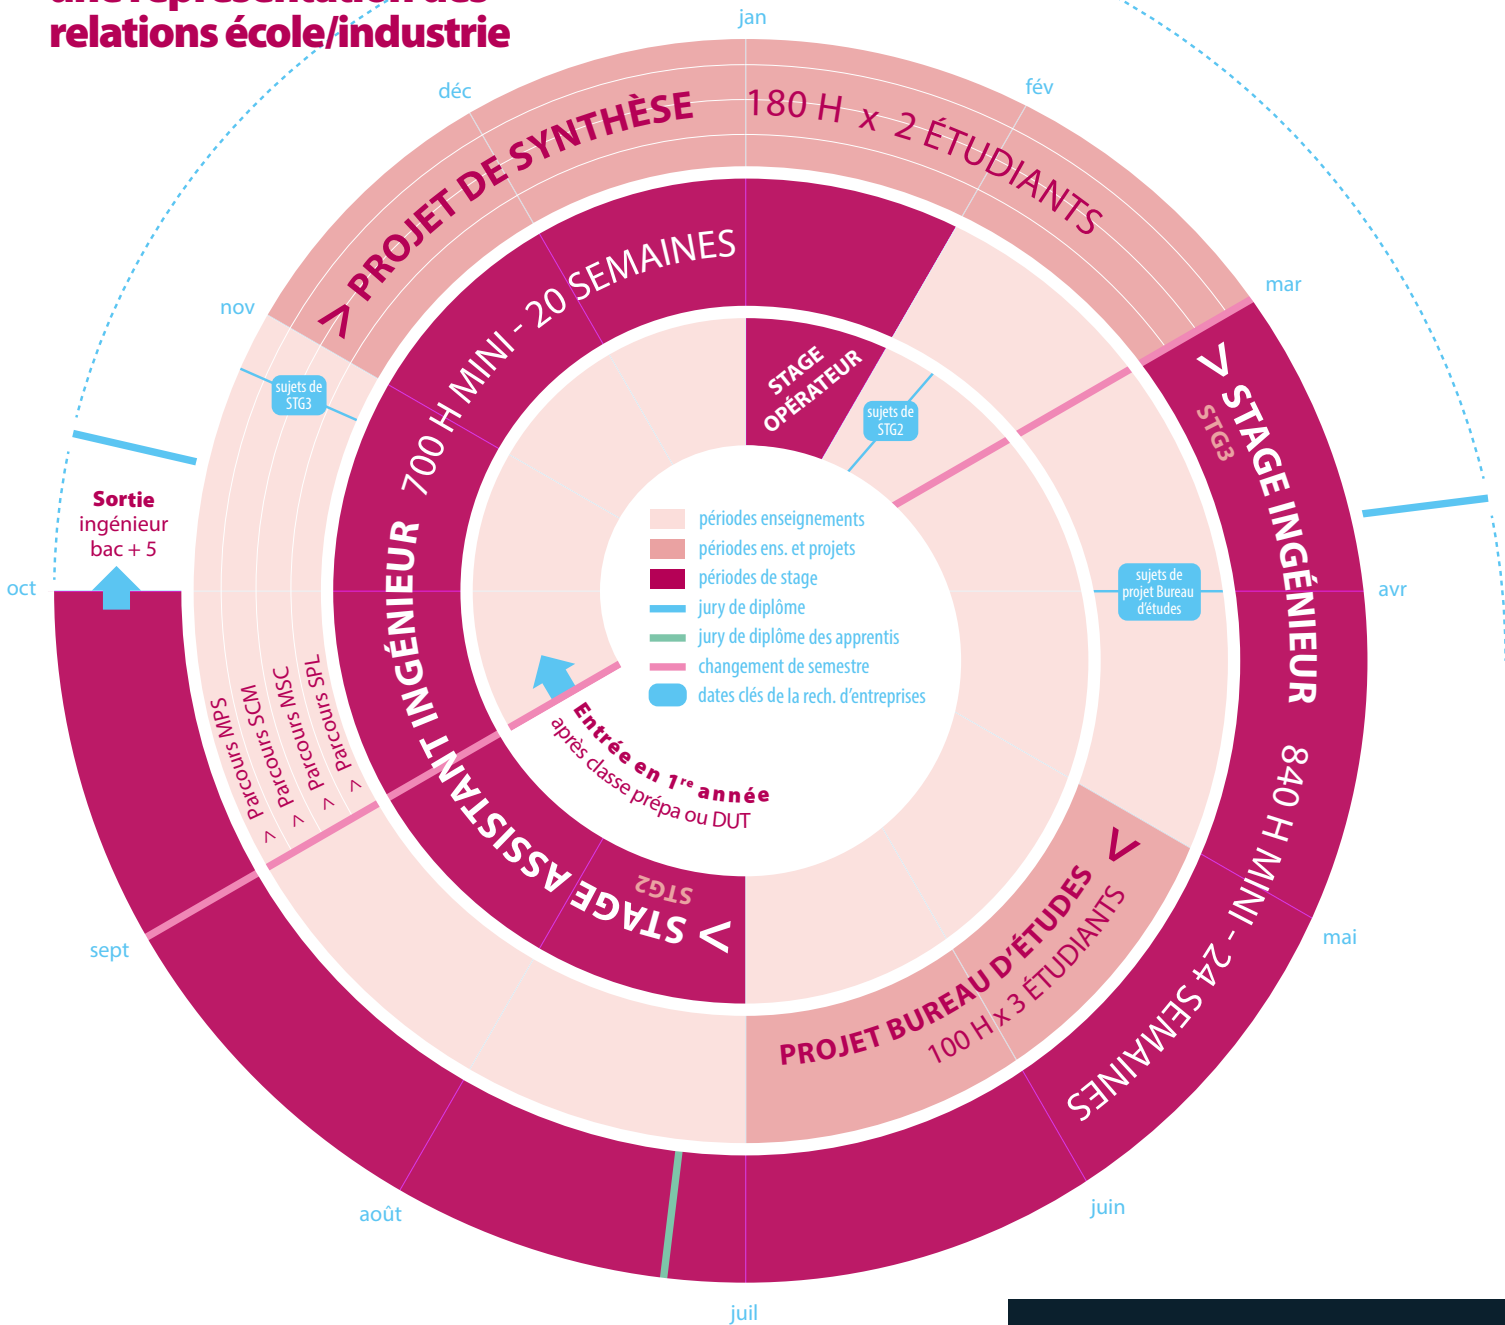 une représentation des
relations école/industrie
jan
fév
mar
avr
mai
juin
juil
août
sept
oct
nov
déc
> PROJET DE SYNTHÈSE
180 H x 2 ÉTUDIANTS
> STAGE INGÉNIEUR
STG3
840 H MINI - 24 SEMAINES
Sortie
ingénieur
bac + 5
sujets de
STG3
> Parcours MPS
> Parcours SCM
> Parcours MSC
> Parcours SPL
> STAGE ASSISTANT INGÉNIEUR
STG2
700 H MINI - 20 SEMAINES
STAGE
OPÉRATEUR
sujets de
STG2
sujets de
projet Bureau
d'études
>
PROJET BUREAU D'ÉTUDES
100 H x 3 ÉTUDIANTS
périodes enseignements
périodes ens. et projets
périodes de stage
jury de diplôme
jury de diplôme des apprentis
changement de semestre
dates clés de la rech. d'entreprises
Entrée en 1re année
après classe prépa ou DUT